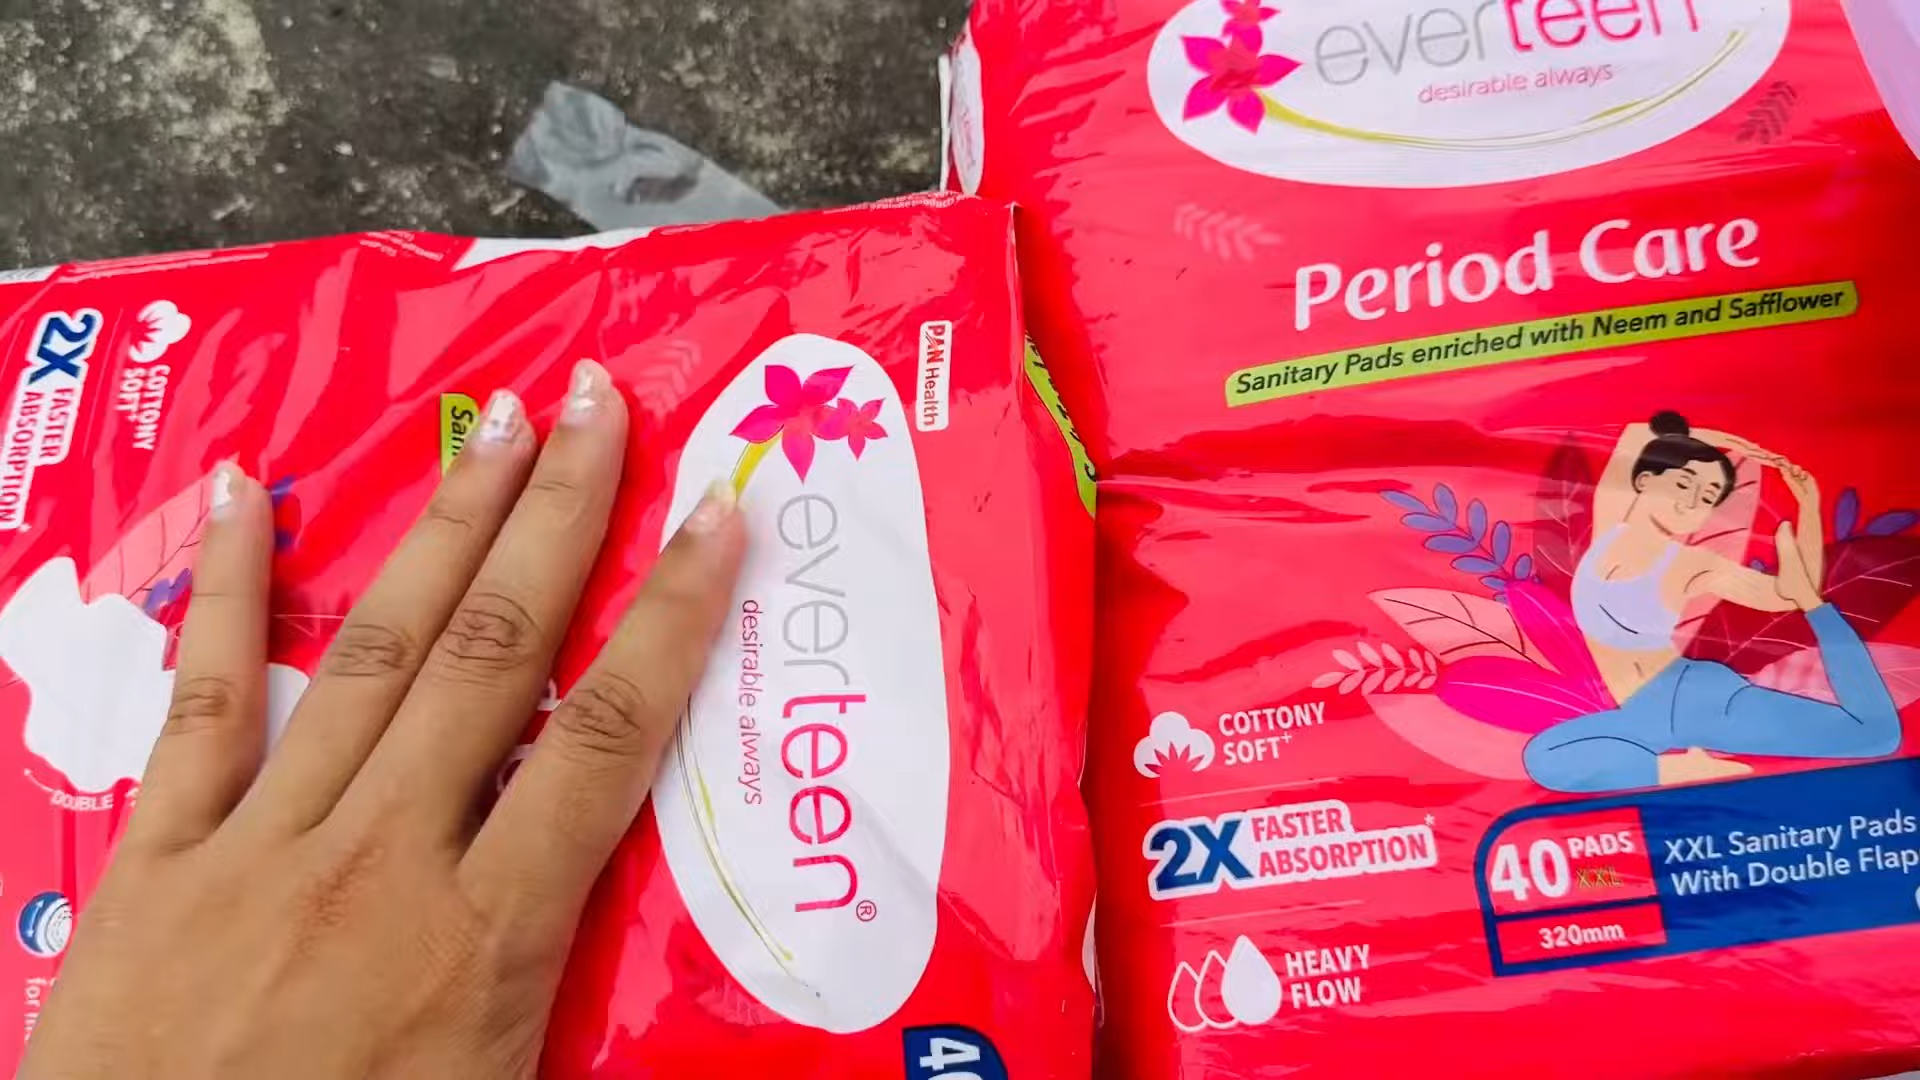 everteen
desirable always
Period Care
Sanitary Pads enriched with Neem and Safflower
COTTONY
SOFT+
2X FASTER
ABSORPTION*
HEAVY
FLOW
40 PADS
XXL
320mm
XXL Sanitary Pads
With Double Flap
PAN Health
everteen®
desirable always
COTTONY
SOFT+
2X FASTER
ABSORPTION*
DOUBLE
for